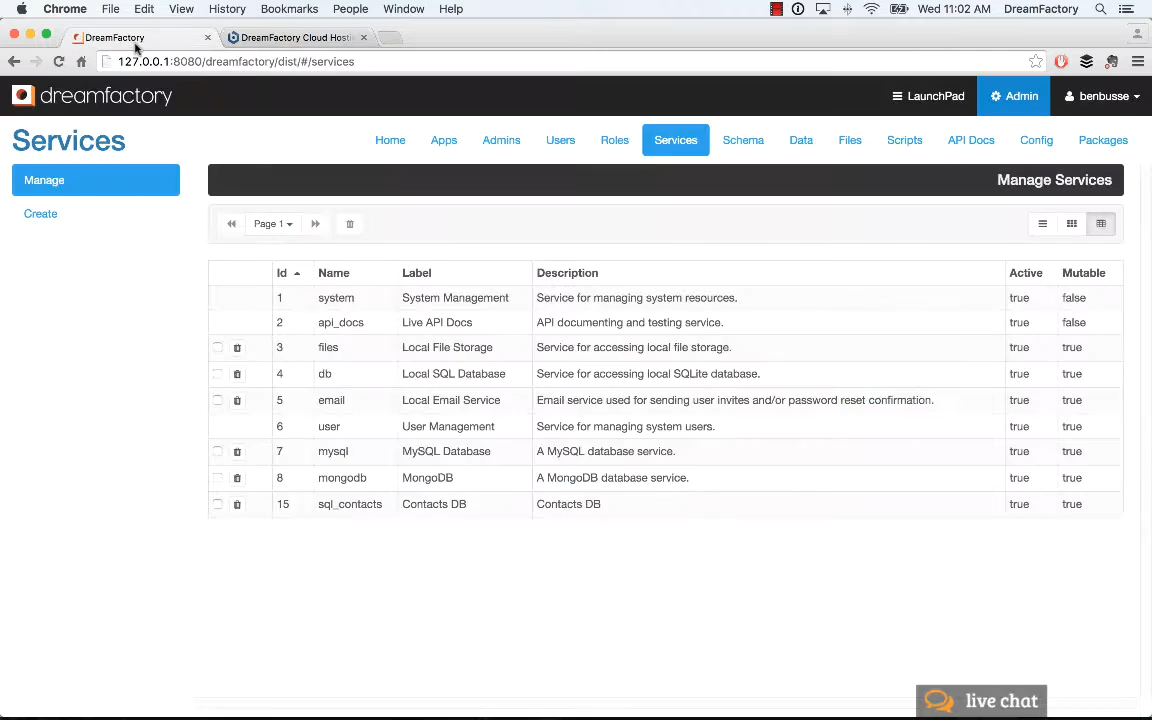 Chrome File Edit View History Bookmarks People Window Help Wed 11:02 AM DreamFactory
DreamFactory DreamFactory Cloud Hosti
127.0.0.1:8080/dreamfactory/dist/#/services
dreamfactory LaunchPad Admin benbusse
Services Home Apps Admins Users Roles Services Schema Data Files Scripts API Docs Config Packages
Manage Manage Services
Create
Page 1
Id Name Label Description Active Mutable
1 system System Management Service for managing system resources. true false
2 api_docs Live API Docs API documenting and testing service. true false
3 files Local File Storage Service for accessing local file storage. true true
4 db Local SQL Database Service for accessing local SQLite database. true true
5 email Local Email Service Email service used for sending user invites and/or password reset confirmation. true true
6 user User Management Service for managing system users. true true
7 mysql MySQL Database A MySQL database service. true true
8 mongodb MongoDB A MongoDB database service. true true
15 sql_contacts Contacts DB Contacts DB true true
live chat